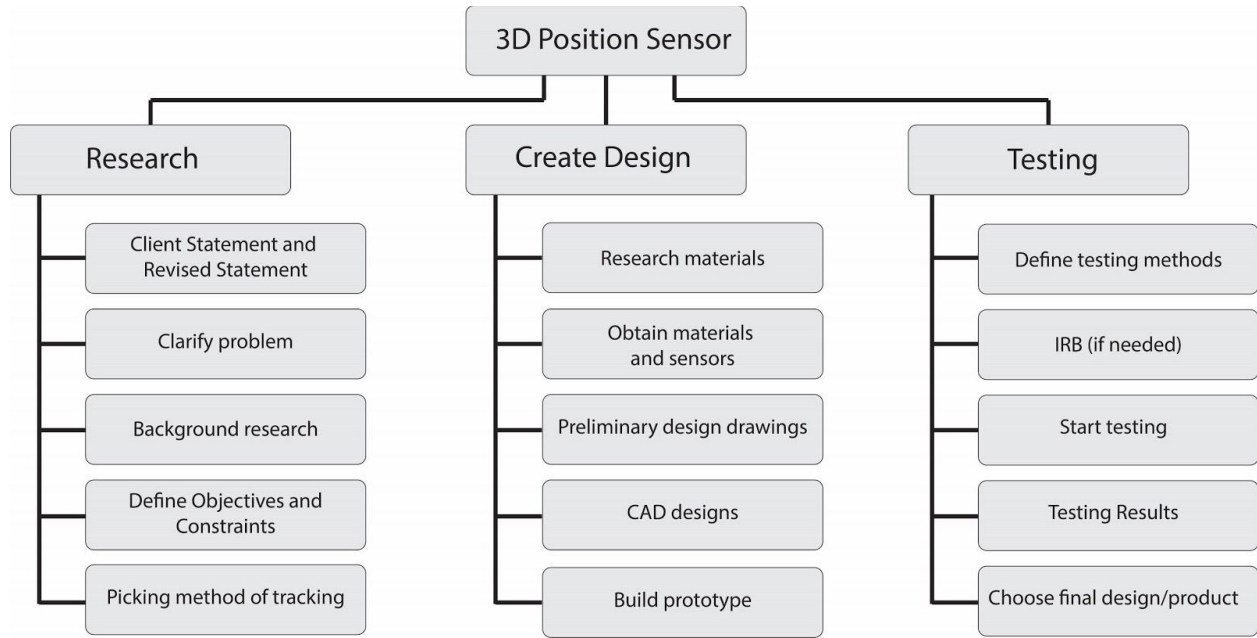 3D Position Sensor
Research
Client Statement and
Revised Statement
Clarify problem
Background research
Define Objectives and
Constraints
Picking method of tracking
Create Design
Research materials
Obtain materials
and sensors
Preliminary design drawings
CAD designs
Build prototype
Testing
Define testing methods
IRB (if needed)
Start testing
Testing Results
Choose final design/product